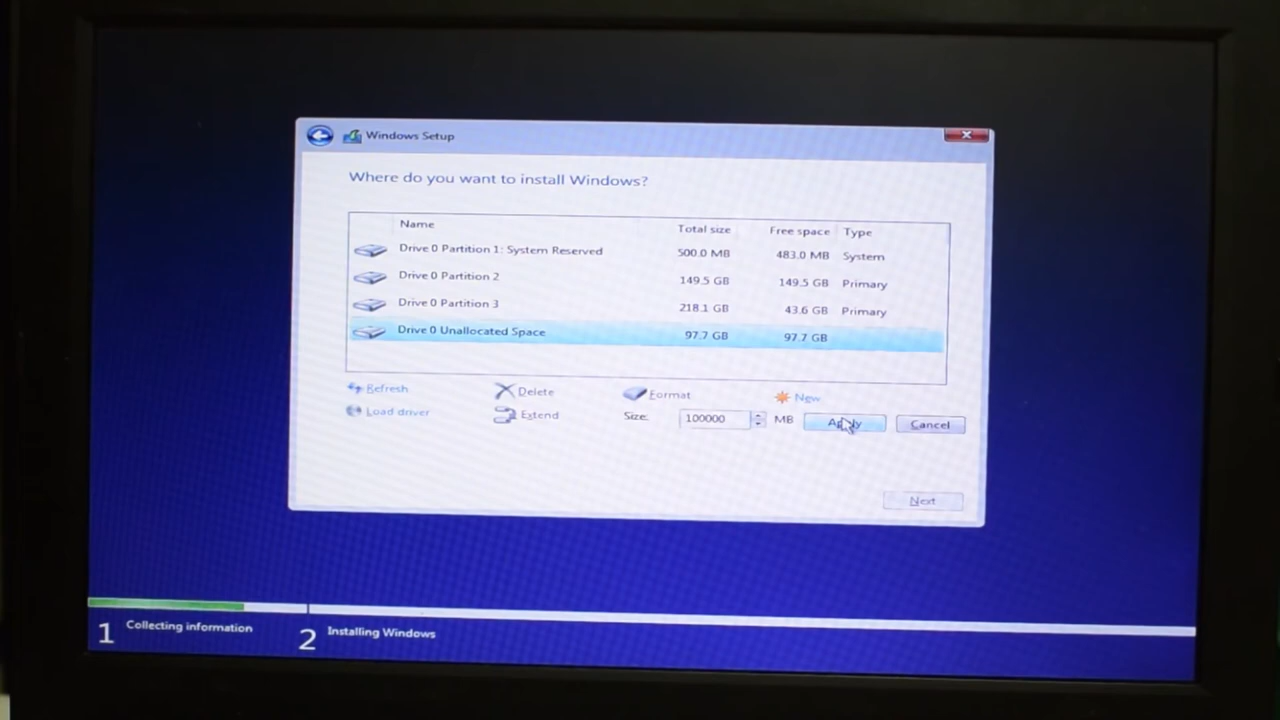 Windows Setup
Where do you want to install Windows?
Name Total size Free space Type
Drive 0 Partition 1: System Reserved 500.0 MB 483.0 MB System
Drive 0 Partition 2 149.5 GB 149.5 GB Primary
Drive 0 Partition 3 218.1 GB 43.6 GB Primary
Drive 0 Unallocated Space 97.7 GB 97.7 GB
Refresh Delete Format New
Load driver Extend Size: 100000 MB Apply Cancel
Next
1 Collecting information 2 Installing Windows